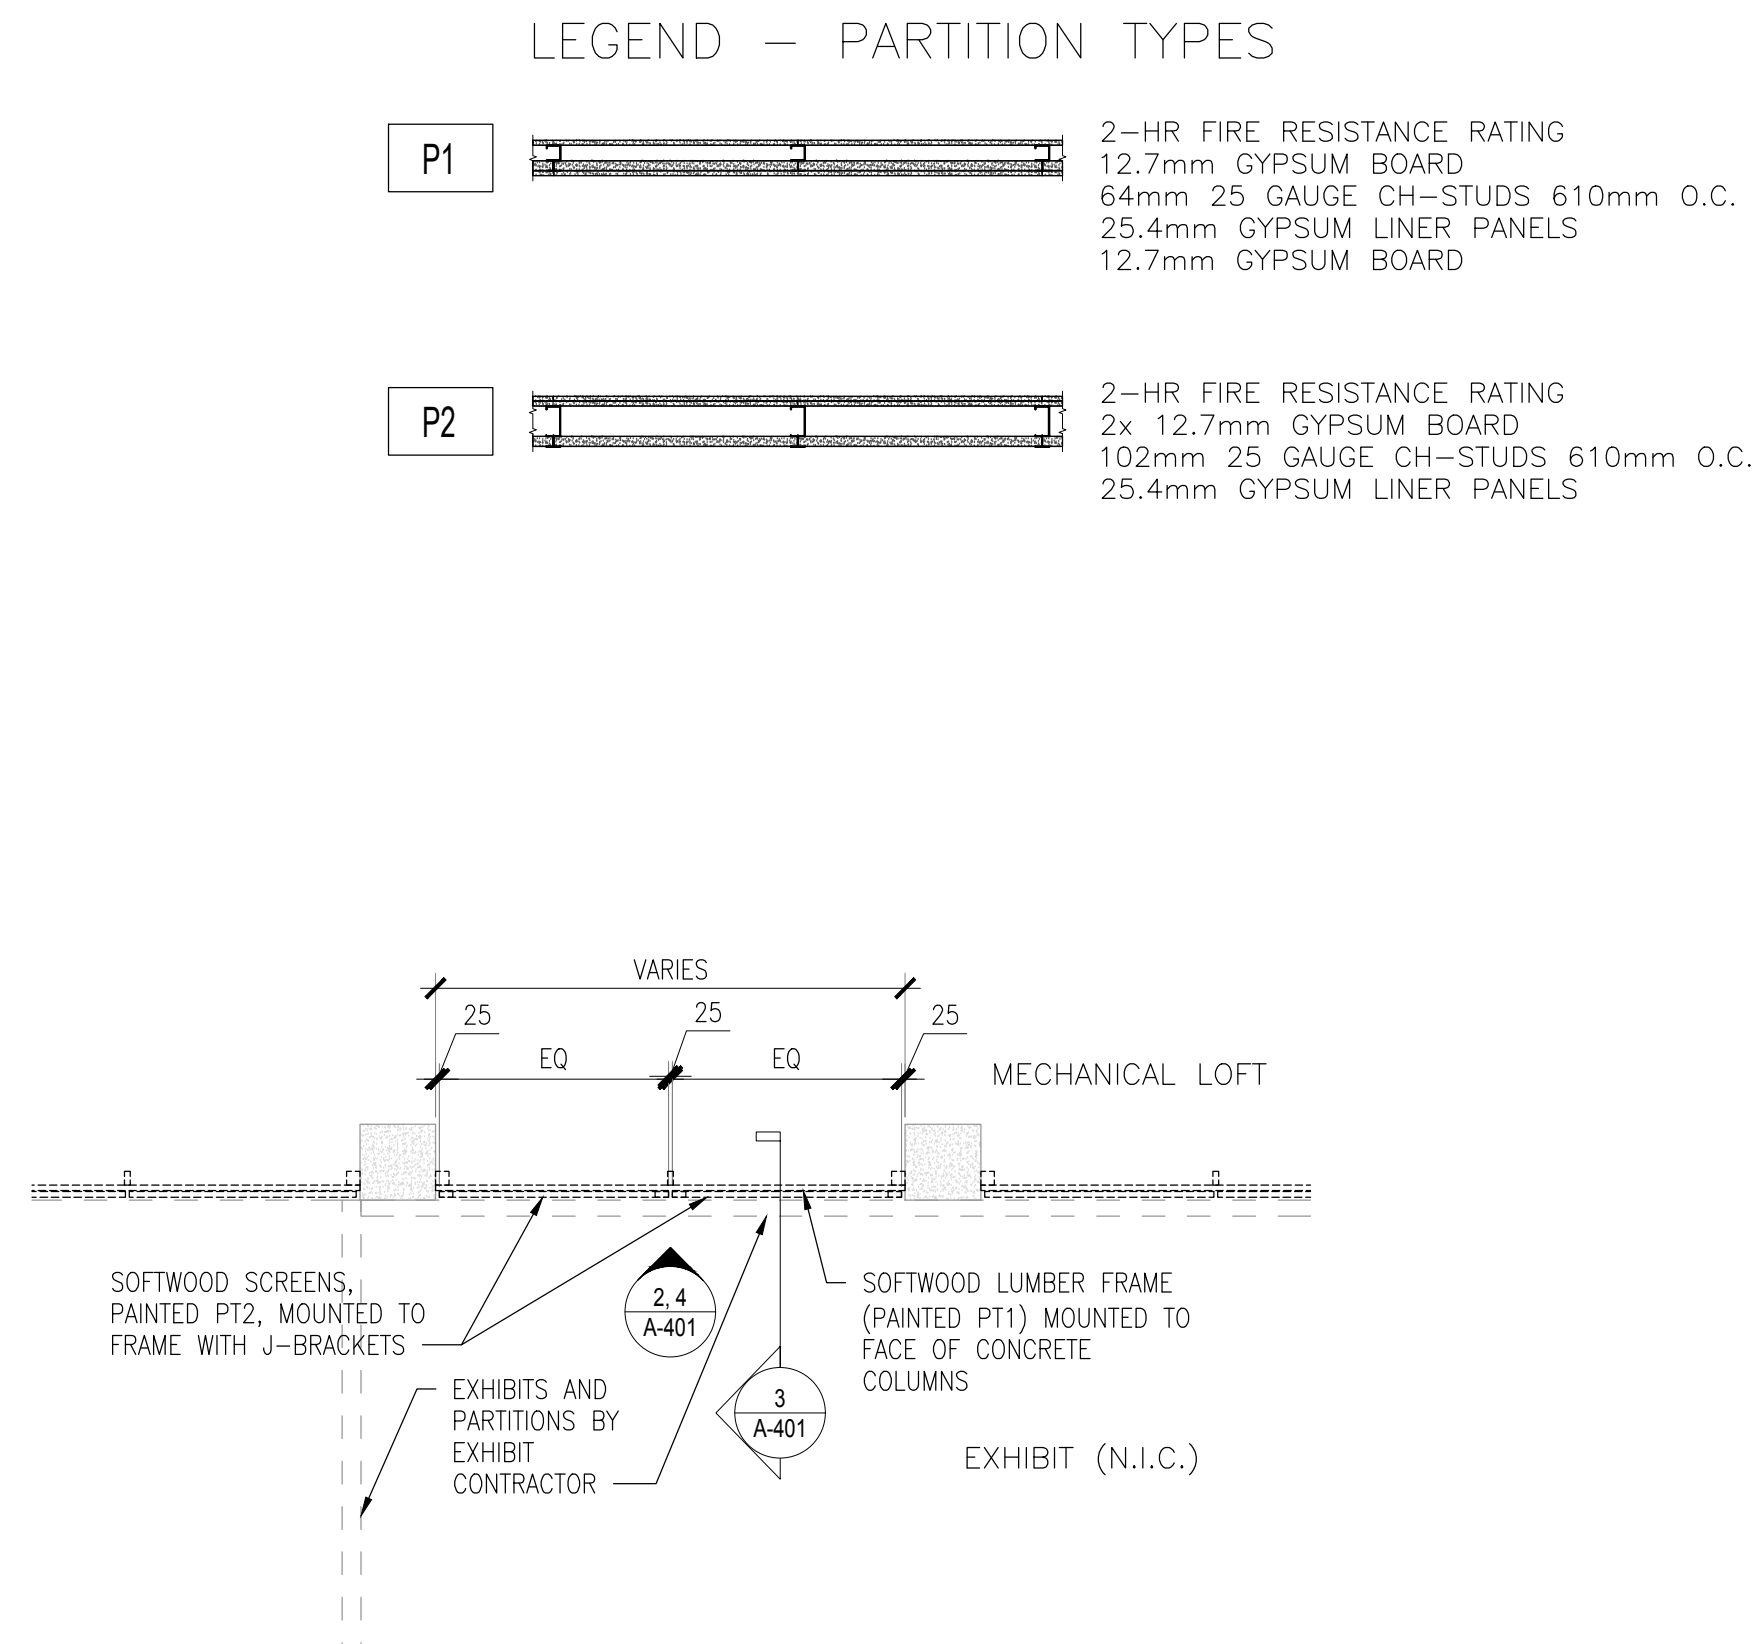 LEGEND – PARTITION TYPES
P1
2–HR FIRE RESISTANCE RATING
12.7mm GYPSUM BOARD
64mm 25 GAUGE CH–STUDS 610mm O.C.
25.4mm GYPSUM LINER PANELS
12.7mm GYPSUM BOARD
P2
2–HR FIRE RESISTANCE RATING
2x 12.7mm GYPSUM BOARD
102mm 25 GAUGE CH–STUDS 610mm O.C.
25.4mm GYPSUM LINER PANELS
VARIES
25
25
25
EQ
EQ
MECHANICAL LOFT
SOFTWOOD SCREENS,
PAINTED PT2, MOUNTED TO
FRAME WITH J–BRACKETS
2, 4
A-401
SOFTWOOD LUMBER FRAME
(PAINTED PT1) MOUNTED TO
FACE OF CONCRETE
COLUMNS
EXHIBITS AND
PARTITIONS BY
EXHIBIT
CONTRACTOR
3
A-401
EXHIBIT (N.I.C.)